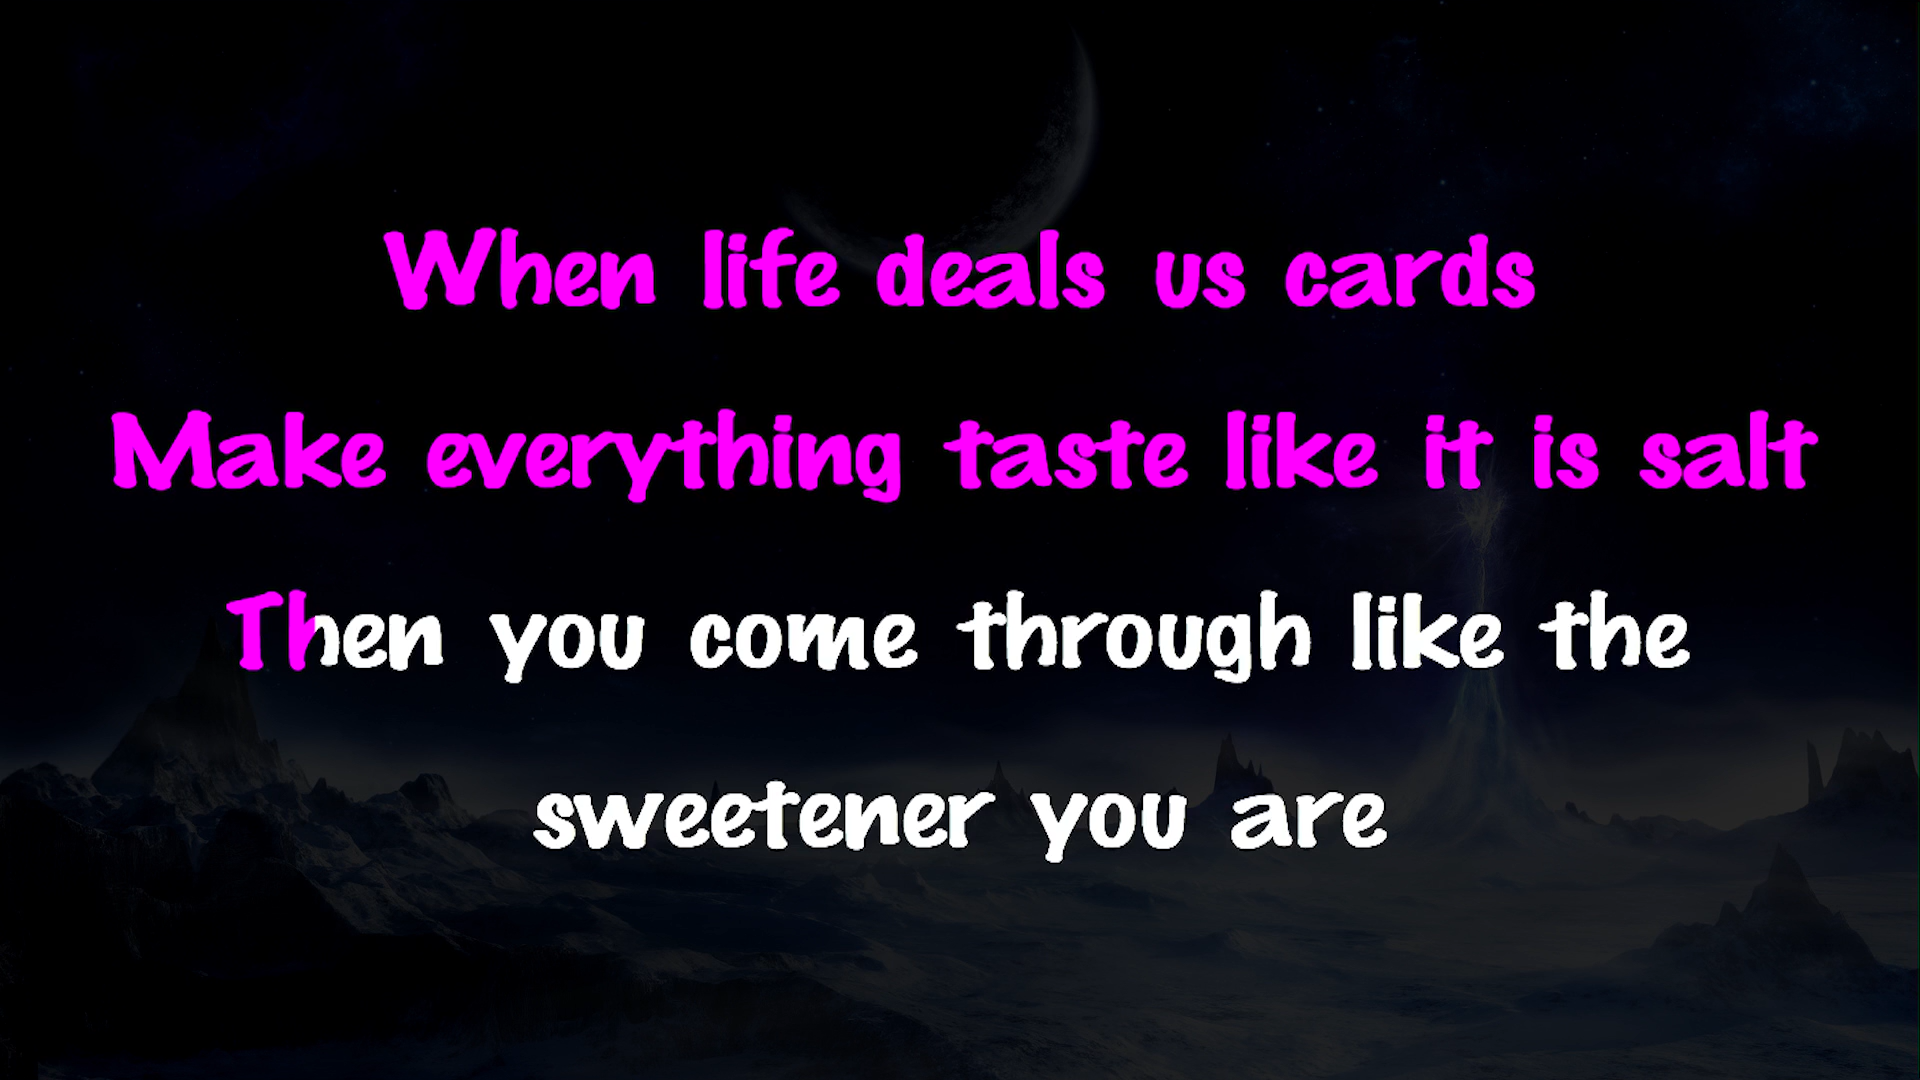 When life deals us cards
Make everything taste like it is salt
Then you come through like the
sweetener you are